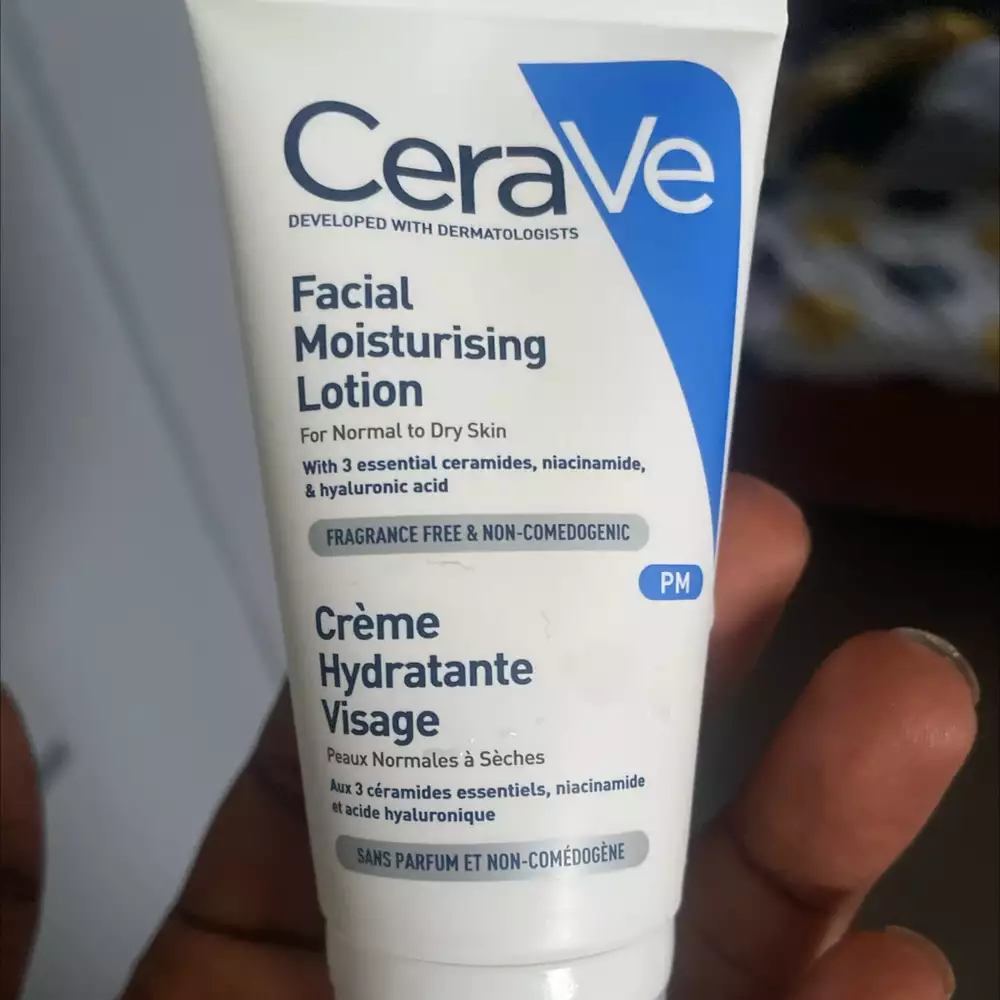 CeraVe
DEVELOPED WITH DERMATOLOGISTS
Facial
Moisturising
Lotion
For Normal to Dry Skin
With 3 essential ceramides, niacinamide,
& hyaluronic acid
FRAGRANCE FREE & NON-COMEDOGENIC
PM
Crème
Hydratante
Visage
Peaux Normales à Sèches
Aux 3 céramides essentiels, niacinamide
et acide hyaluronique
SANS PARFUM ET NON-COMÉDOGÈNE